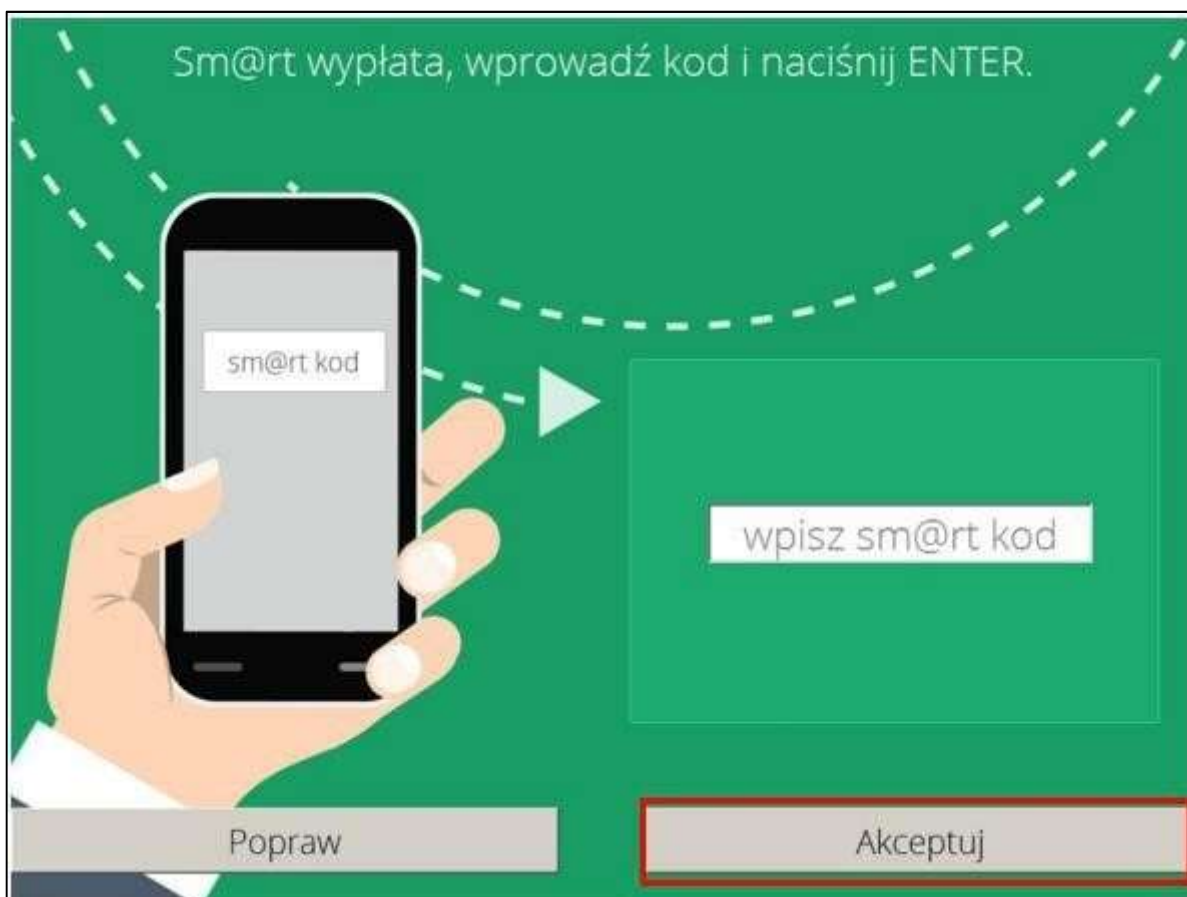 Sm@rt wypłata, wprowadź kod i naciśnij ENTER.
sm@rt kod
wpisz sm@rt kod
Popraw
Akceptuj